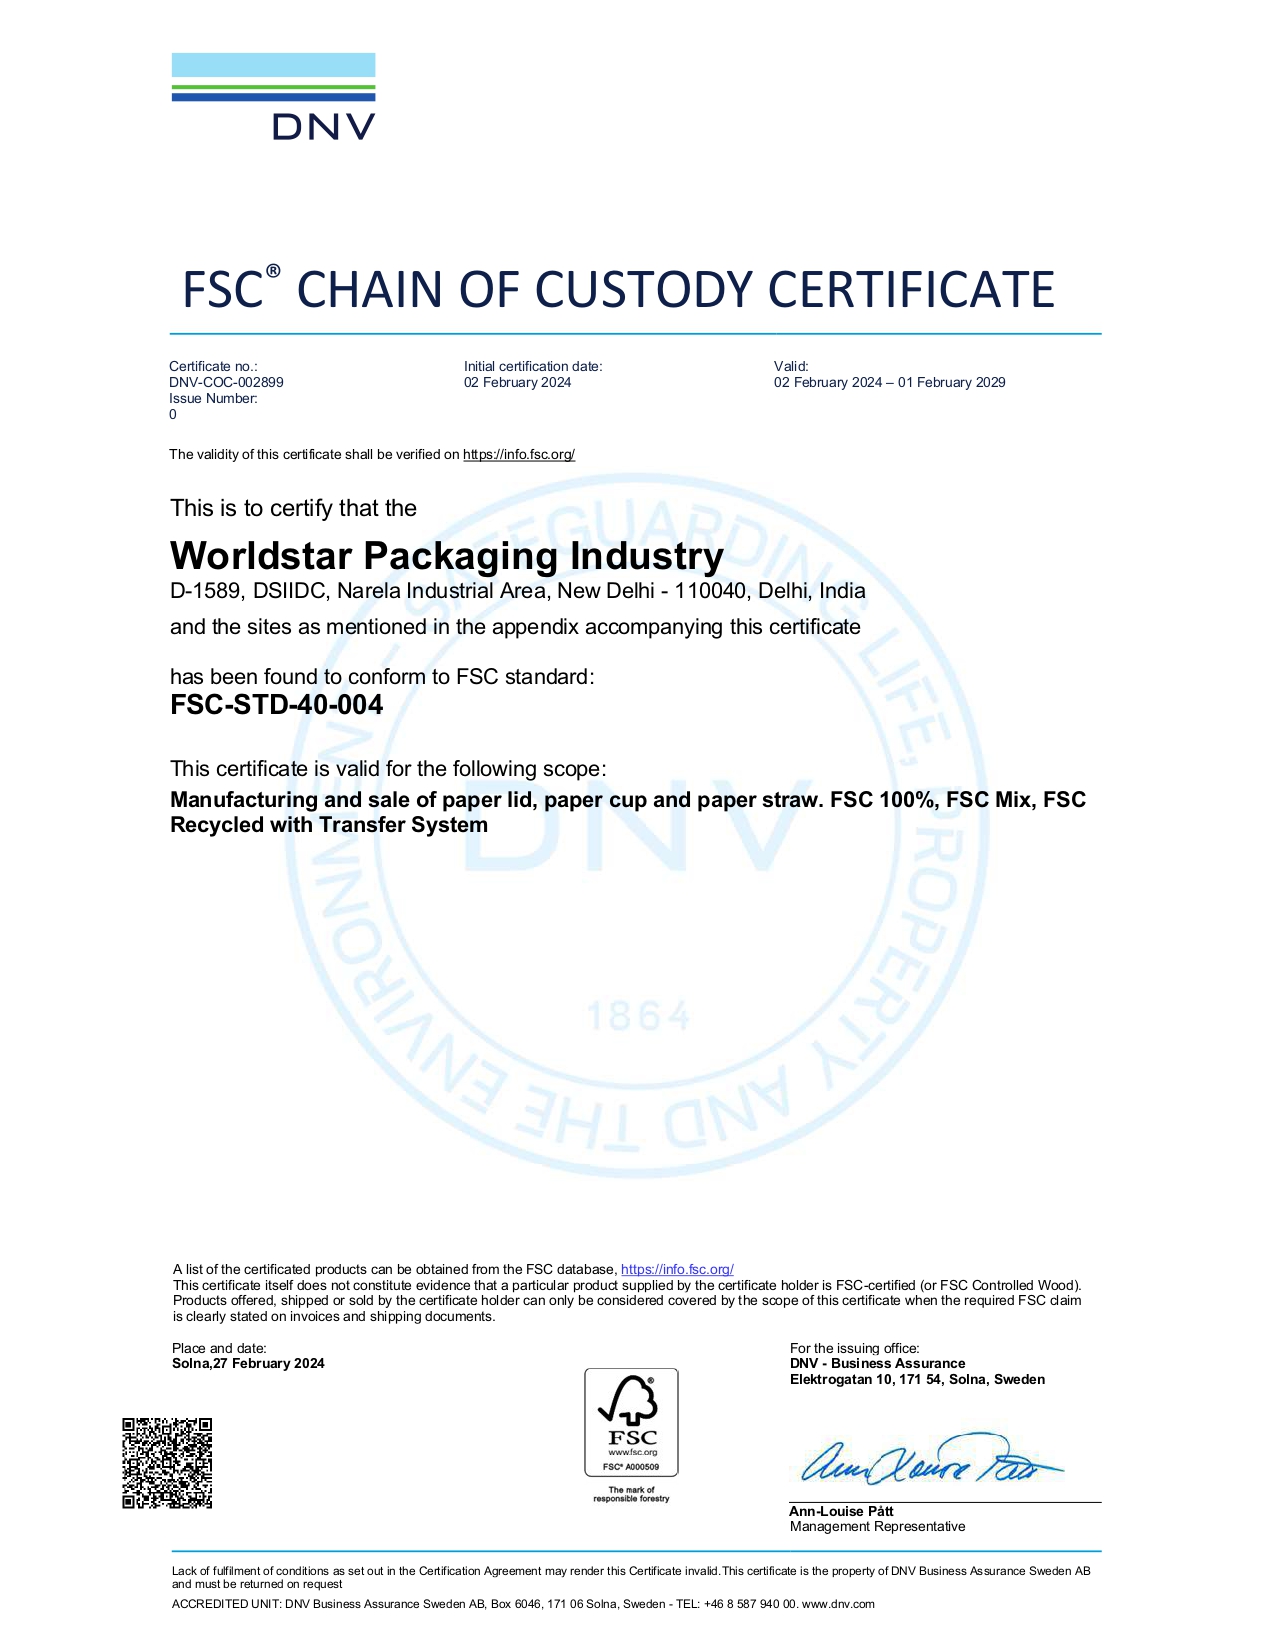 DNV
FSC® CHAIN OF CUSTODY CERTIFICATE
Certificate no.:
DNV-COC-002899
Issue Number:
0
Initial certification date:
02 February 2024
Valid:
02 February 2024 – 01 February 2029
The validity of this certificate shall be verified on https://info.fsc.org/
This is to certify that the
Worldstar Packaging Industry
D-1589, DSIIDC, Narela Industrial Area, New Delhi - 110040, Delhi, India
and the sites as mentioned in the appendix accompanying this certificate
has been found to conform to FSC standard:
FSC-STD-40-004
This certificate is valid for the following scope:
Manufacturing and sale of paper lid, paper cup and paper straw. FSC 100%, FSC Mix, FSC
Recycled with Transfer System
SAFEGUARDING LIFE, PROPERTY AND THE ENVIRONMENT -
DNV
1864
A list of the certificated products can be obtained from the FSC database, https://info.fsc.org/
This certificate itself does not constitute evidence that a particular product supplied by the certificate holder is FSC-certified (or FSC Controlled Wood).
Products offered, shipped or sold by the certificate holder can only be considered covered by the scope of this certificate when the required FSC claim
is clearly stated on invoices and shipping documents.
Place and date:
Solna,27 February 2024
For the issuing office:
DNV - Business Assurance
Elektrogatan 10, 171 54, Solna, Sweden
®
FSC
www.fsc.org
FSC® A000509
The mark of
responsible forestry
Ann Louise Pått
Ann-Louise Pått
Management Representative
Lack of fulfilment of conditions as set out in the Certification Agreement may render this Certificate invalid.This certificate is the property of DNV Business Assurance Sweden AB
and must be returned on request
ACCREDITED UNIT: DNV Business Assurance Sweden AB, Box 6046, 171 06 Solna, Sweden - TEL: +46 8 587 940 00. www.dnv.com